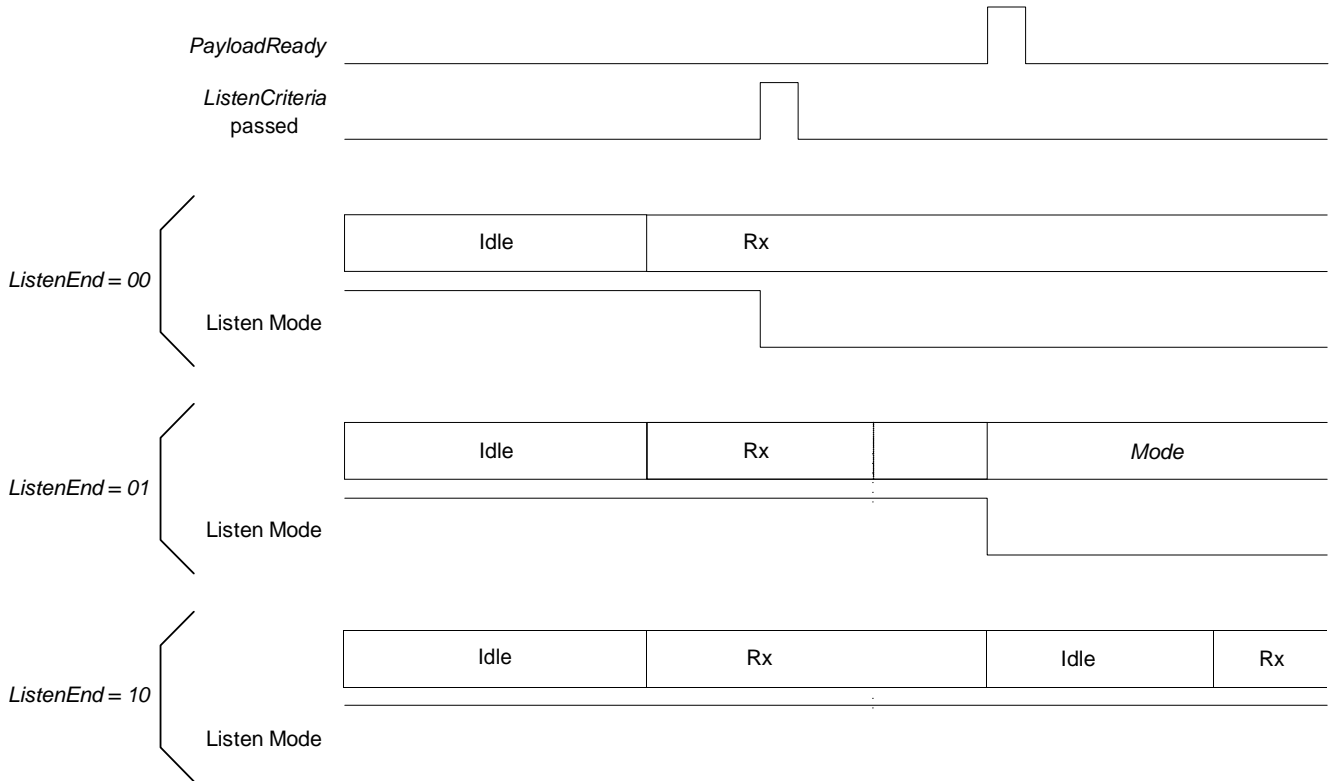 PayloadReady
ListenCriteria
passed
Idle
Rx
ListenEnd = 00
Listen Mode
Idle
Rx
Mode
ListenEnd = 01
Listen Mode
Idle
Rx
Idle
Rx
ListenEnd = 10
Listen Mode